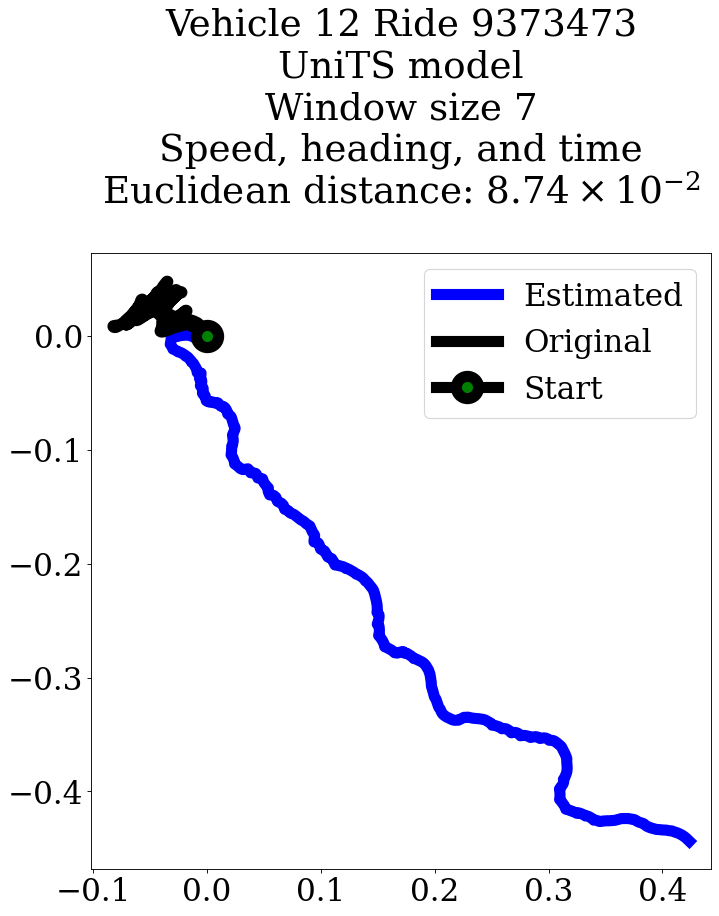 Vehicle 12 Ride 9373473
UniTS model
Window size 7
Speed, heading, and time
Euclidean distance: 8.74 × 10⁻²
Estimated
Original
Start
0.0
−0.1
−0.2
−0.3
−0.4
−0.1 0.0 0.1 0.2 0.3 0.4